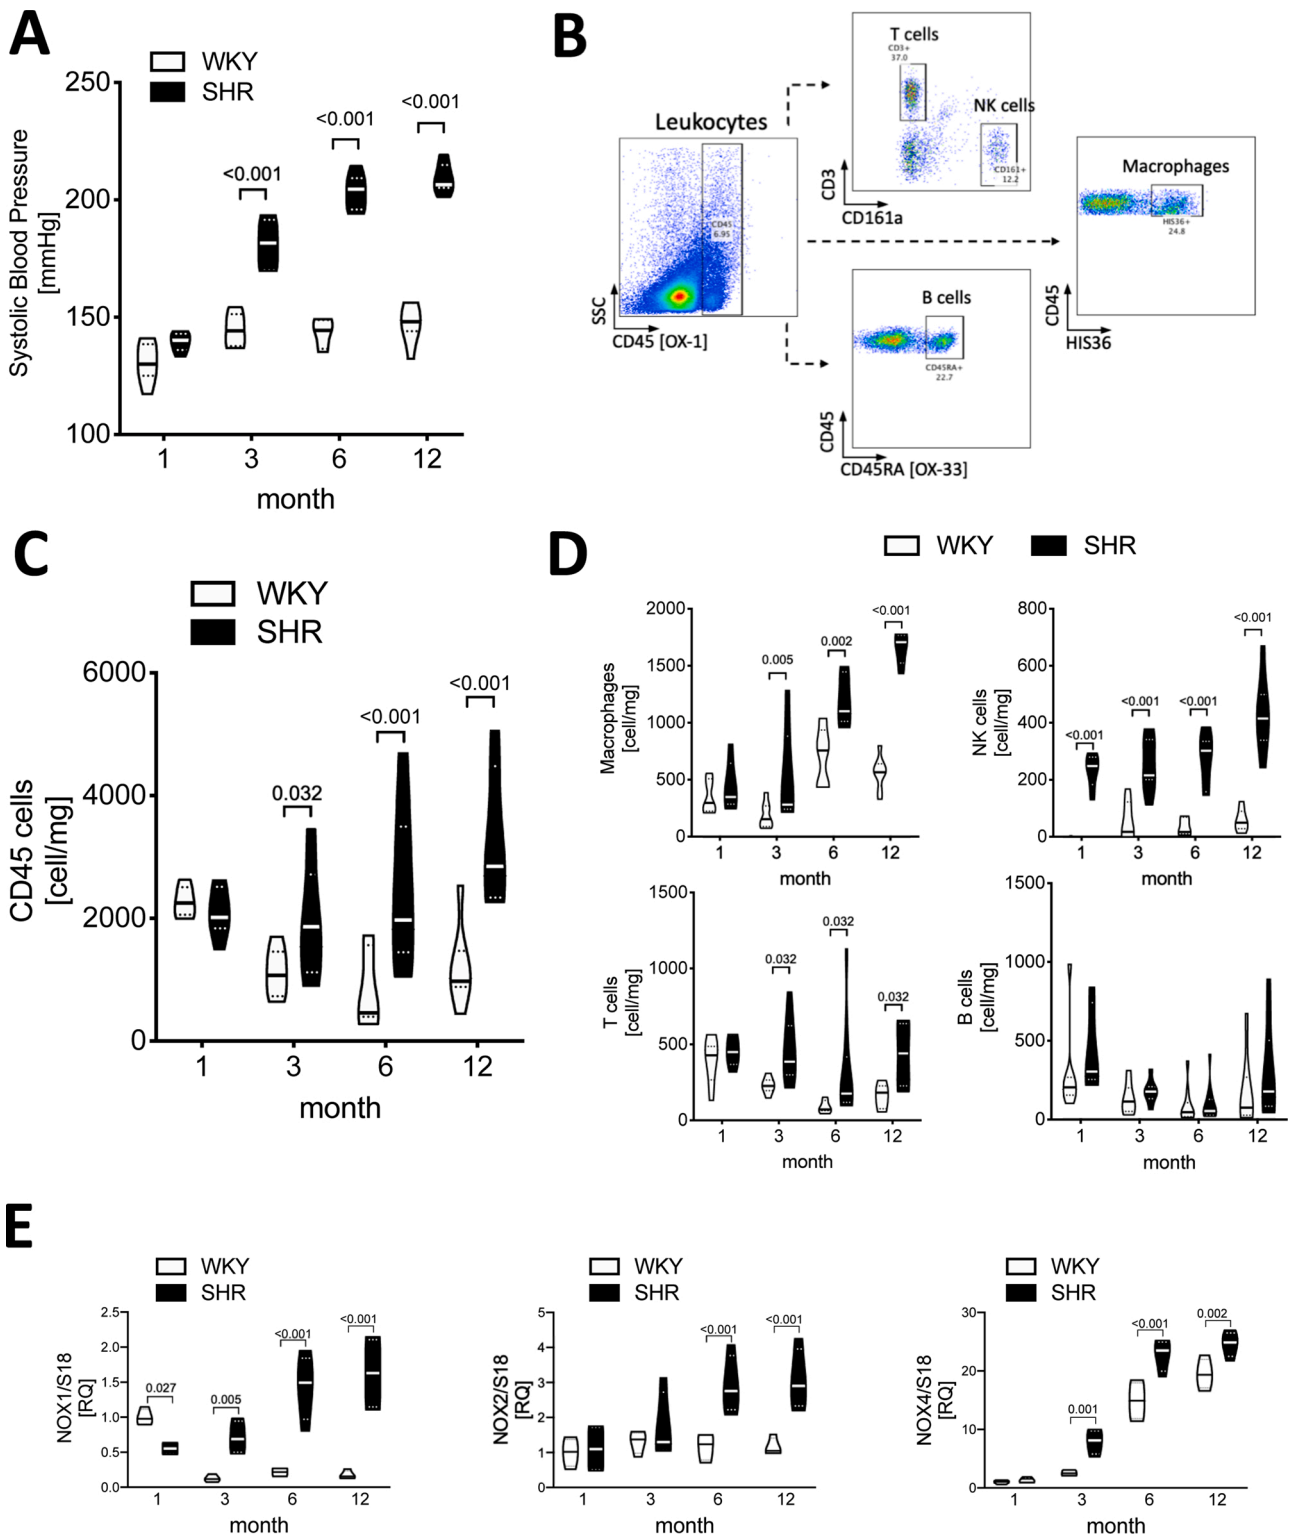 A
WKY
SHR
Systolic Blood Pressure
[mmHg]
250
200
150
100
<0.001
<0.001
<0.001
1 3 6 12
month
B
Leukocytes
CD45
6.95
SSC
CD45 [OX-1]
T cells
CD3+
37.0
NK cells
CD161+
12.2
CD3
CD161a
Macrophages
HIS36+
24.8
CD45
HIS36
B cells
CD45RA+
22.7
CD45
CD45RA [OX-33]
C
WKY
SHR
CD45 cells
[cell/mg]
6000
4000
2000
0
0.032
<0.001
<0.001
1 3 6 12
month
D
WKY SHR
Macrophages
[cell/mg]
2000
1500
1000
500
0
0.005
0.002
<0.001
1 3 6 12
month
NK cells
[cell/mg]
800
600
400
200
0
<0.001
<0.001
<0.001
<0.001
1 3 6 12
month
T cells
[cell/mg]
1500
1000
500
0
0.032
0.032
0.032
1 3 6 12
month
B cells
[cell/mg]
1500
1000
500
0
1 3 6 12
month
E
WKY
SHR
NOX1/S18
[RQ]
2.5
2.0
1.5
1.0
0.5
0.0
0.027
0.005
<0.001
<0.001
1 3 6 12
month
WKY
SHR
NOX2/S18
[RQ]
5
4
3
2
1
0
<0.001
<0.001
1 3 6 12
month
WKY
SHR
NOX4/S18
[RQ]
30
20
10
0
0.001
<0.001
0.002
1 3 6 12
month